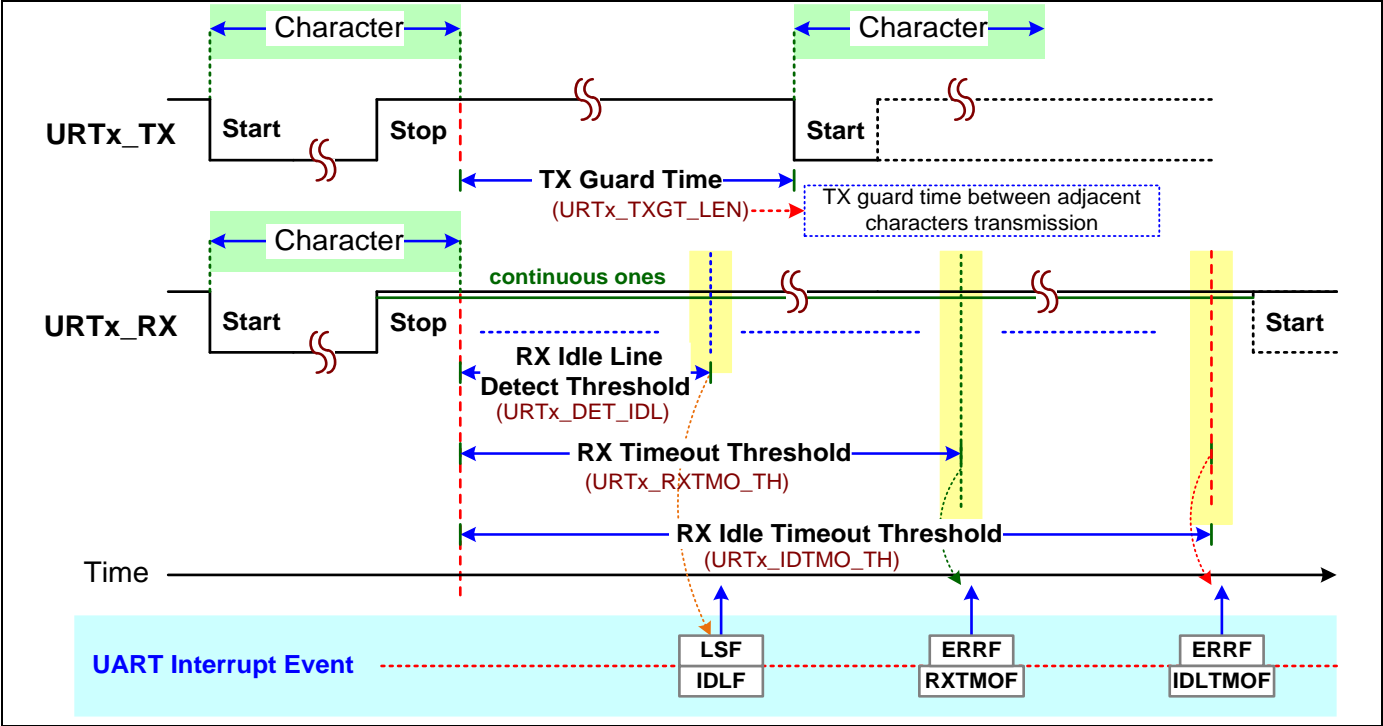 Character
Character
URTx_TX
Start
Stop
Start
TX Guard Time
(URTx_TXGT_LEN)
TX guard time between adjacent
characters transmission
Character
continuous ones
URTx_RX
Start
Stop
Start
RX Idle Line
Detect Threshold
(URTx_DET_IDL)
RX Timeout Threshold
(URTx_RXTMO_TH)
RX Idle Timeout Threshold
(URTx_IDTMO_TH)
Time
UART Interrupt Event
LSF
IDLF
ERRF
RXTMOF
ERRF
IDLTMOF